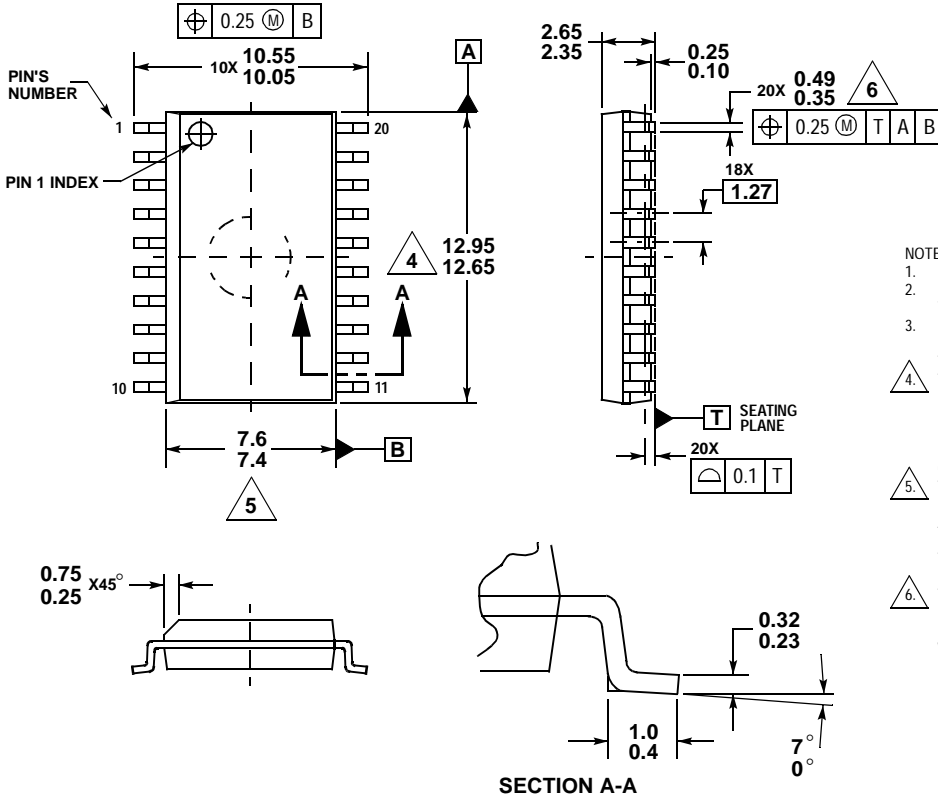 ⌖ 0.25 Ⓜ B
10X 10.55
10.05
A
PIN'S
NUMBER
1
20
PIN 1 INDEX
4
12.95
12.65
A A
10
11
7.6
7.4
B
5
2.65
2.35
0.25
0.10
20X 0.49
0.35
6
⌖ 0.25 Ⓜ T A B
18X
1.27
T SEATING
PLANE
20X
⌓ 0.1 T
NOTE
1.
2.
3.
4.
5.
6.
0.75 X45°
0.25
0.32
0.23
1.0
0.4
7°
0°
SECTION A-A